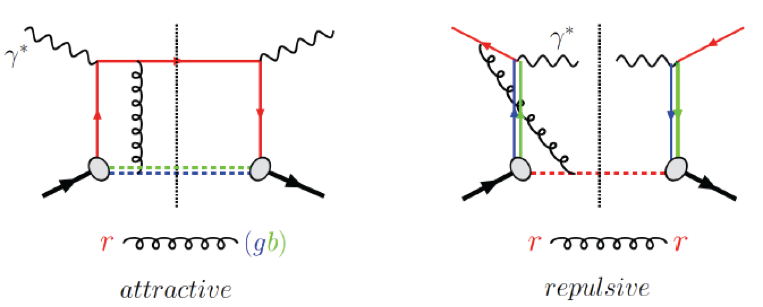 γ* γ*
r (gb) r r
attractive repulsive